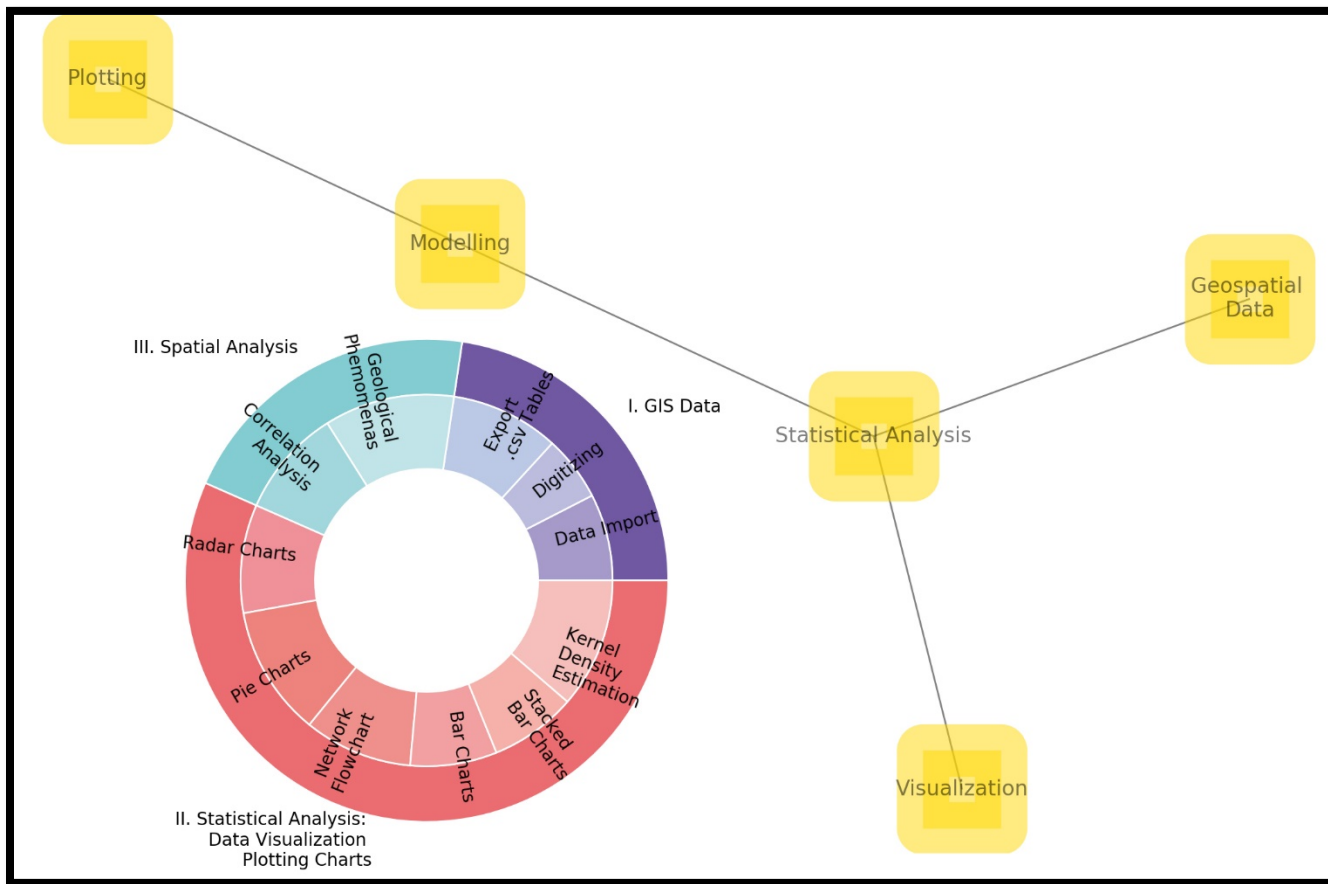 Plotting
Modelling
Geospatial
Data
Statistical Analysis
Visualization
III. Spatial Analysis
I. GIS Data
Geological
Phemomenas
Export
.csv Tables
Correlation
Analysis
Digitizing
Data Import
Radar Charts
Pie Charts
Network
Flowchart
Bar Charts
Stacked
Bar Charts
Kernel
Density
Estimation
II. Statistical Analysis:
Data Visualization
Plotting Charts